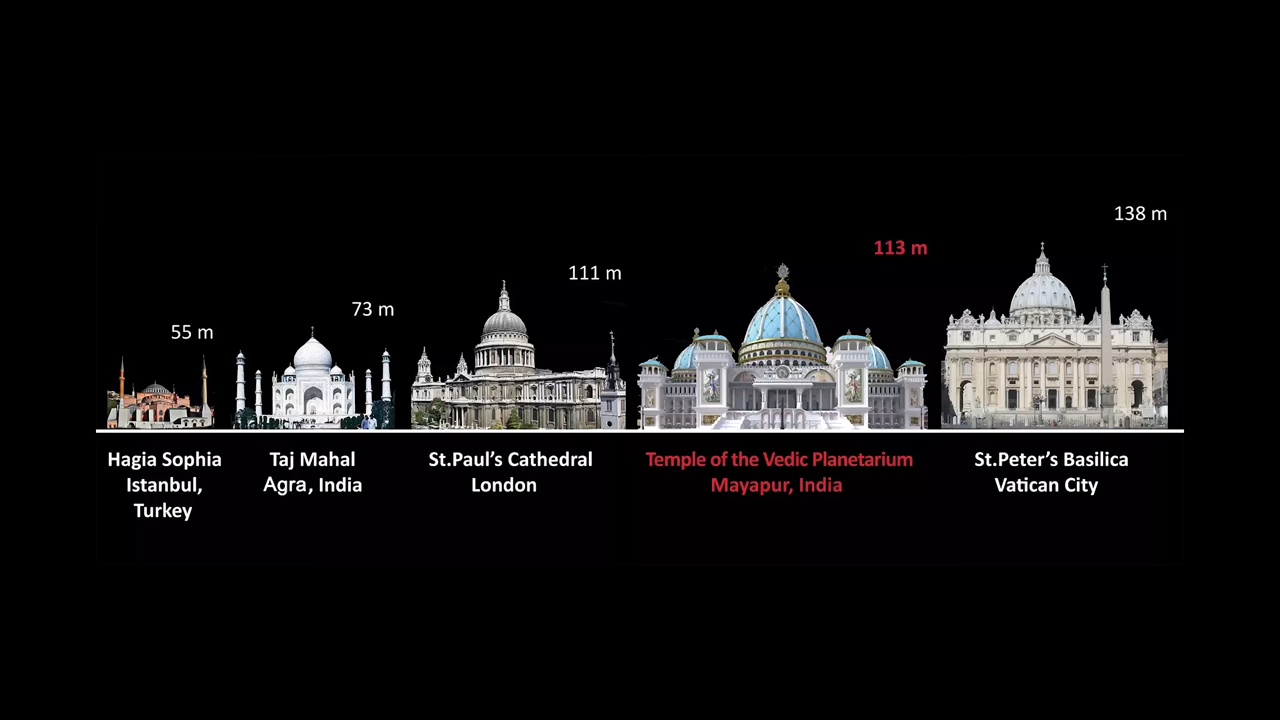 55 m
73 m
111 m
113 m
138 m
Hagia Sophia
Istanbul,
Turkey
Taj Mahal
Agra, India
St.Paul's Cathedral
London
Temple of the Vedic Planetarium
Mayapur, India
St.Peter's Basilica
Vatican City